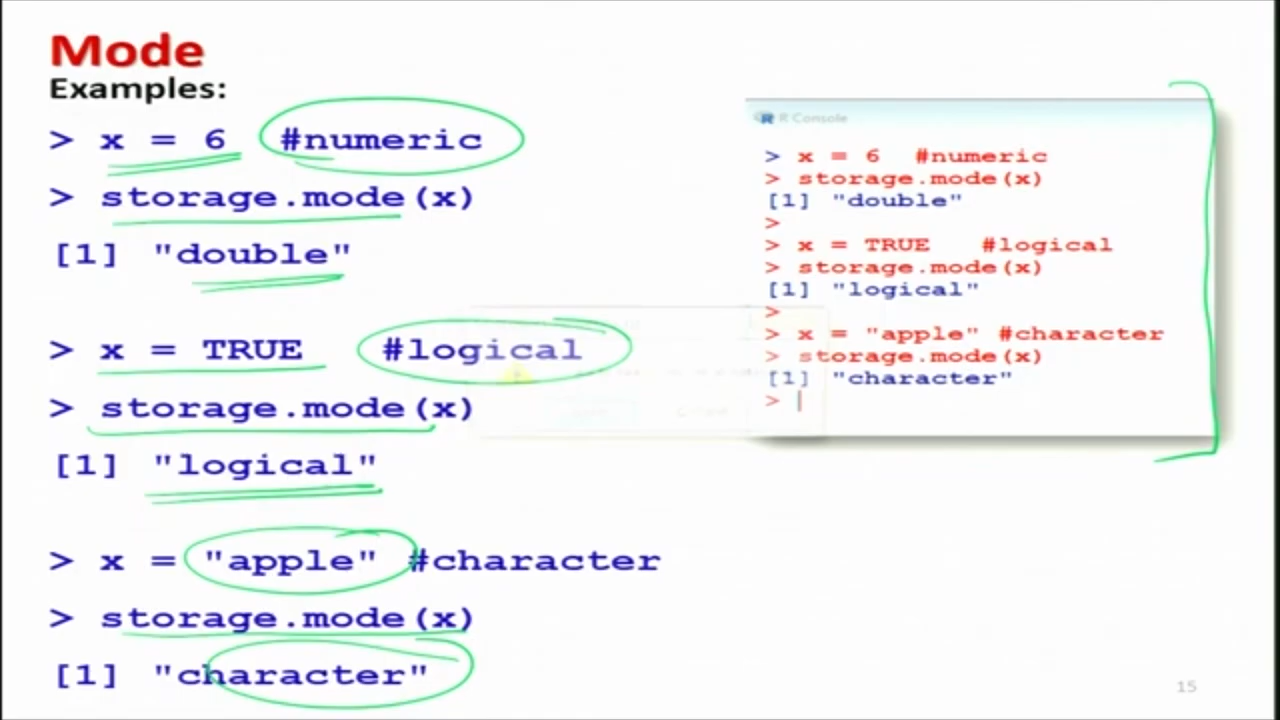 Mode
Examples:
> x = 6 #numeric
> storage.mode(x)
[1] "double"
> x = TRUE #logical
> storage.mode(x)
[1] "logical"
> x = "apple" #character
> storage.mode(x)
[1] "character"
R Console
> x = 6 #numeric
> storage.mode(x)
[1] "double"
>
> x = TRUE #logical
> storage.mode(x)
[1] "logical"
>
> x = "apple" #character
> storage.mode(x)
[1] "character"
>
15